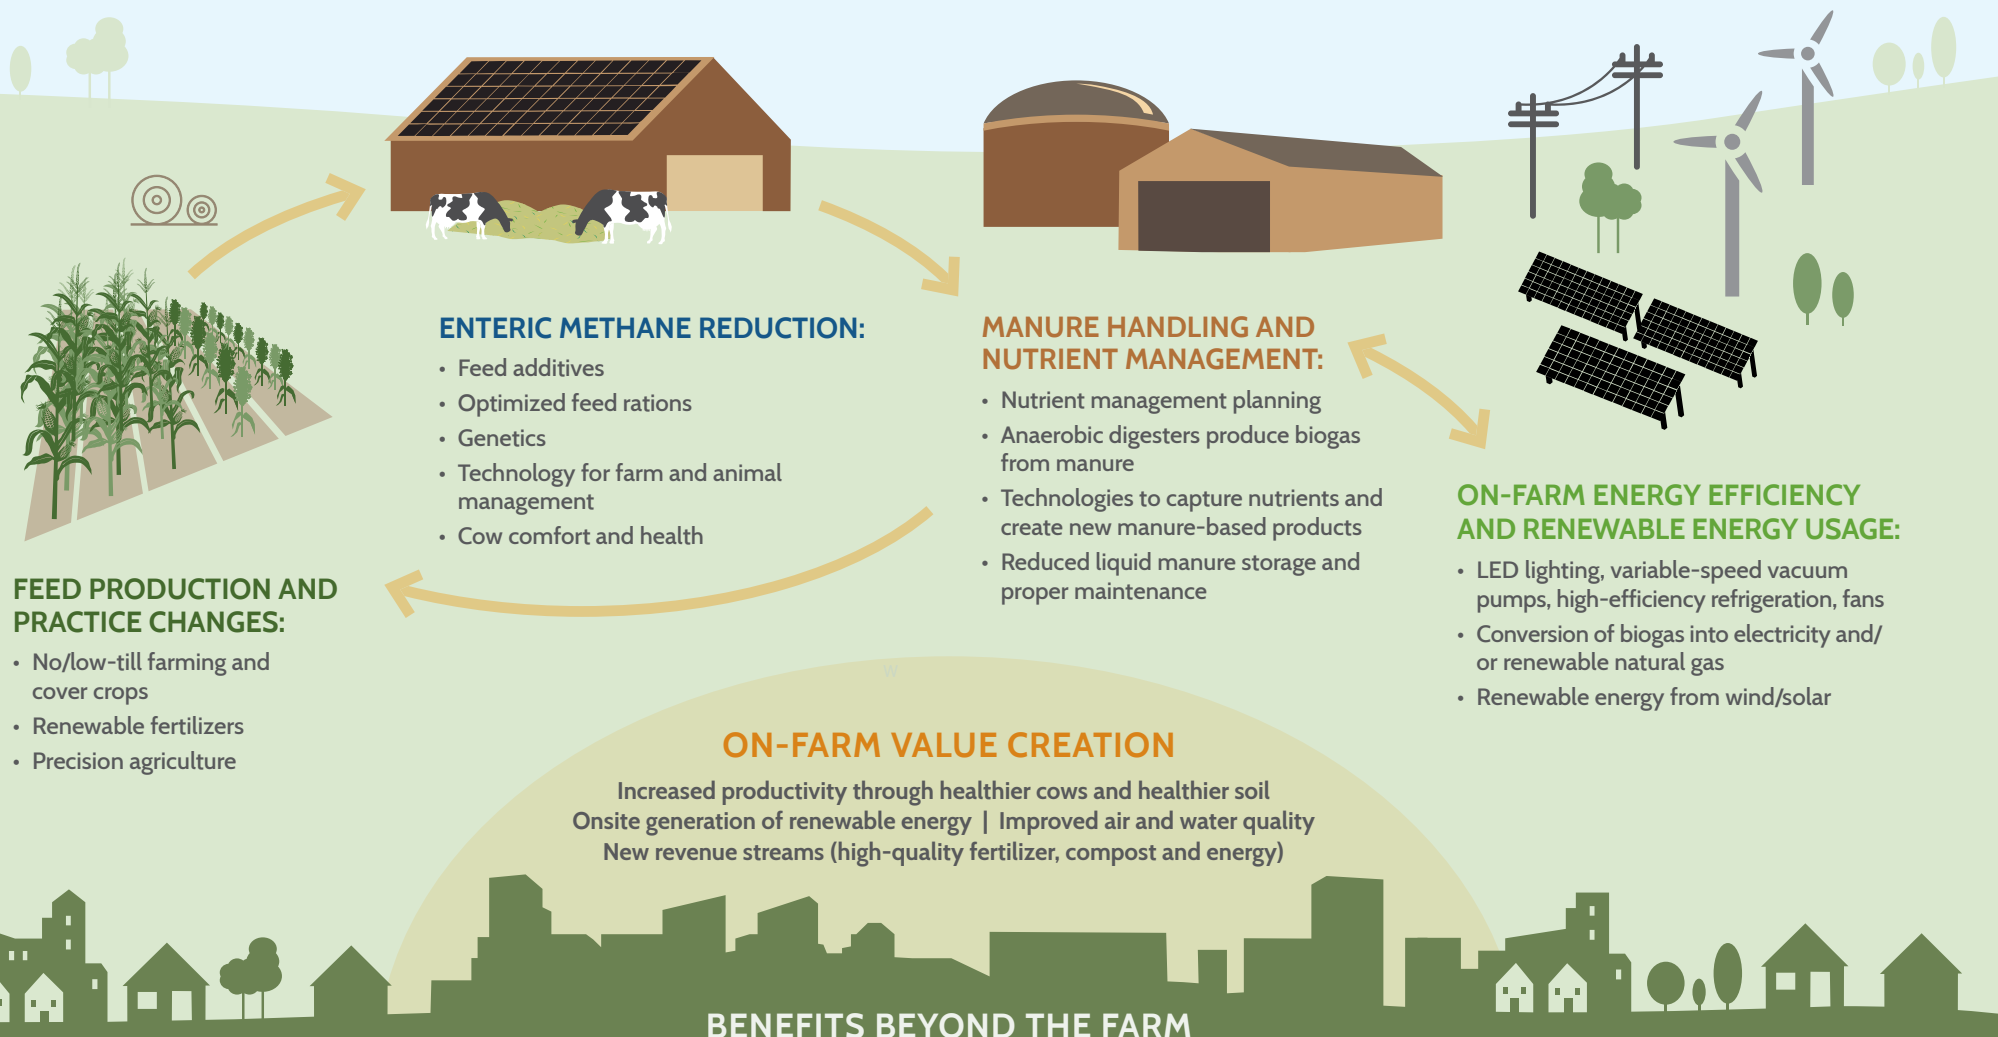 ENTERIC METHANE REDUCTION:
• Feed additives
• Optimized feed rations
• Genetics
• Technology for farm and animal
management
• Cow comfort and health
MANURE HANDLING AND
NUTRIENT MANAGEMENT:
• Nutrient management planning
• Anaerobic digesters produce biogas
from manure
• Technologies to capture nutrients and
create new manure-based products
• Reduced liquid manure storage and
proper maintenance
ON-FARM ENERGY EFFICIENCY
AND RENEWABLE ENERGY USAGE:
• LED lighting, variable-speed vacuum
pumps, high-efficiency refrigeration, fans
• Conversion of biogas into electricity and/
or renewable natural gas
• Renewable energy from wind/solar
FEED PRODUCTION AND
PRACTICE CHANGES:
• No/low-till farming and
cover crops
• Renewable fertilizers
• Precision agriculture
w
ON-FARM VALUE CREATION
Increased productivity through healthier cows and healthier soil
Onsite generation of renewable energy | Improved air and water quality
New revenue streams (high-quality fertilizer, compost and energy)
BENEFITS BEYOND THE FARM